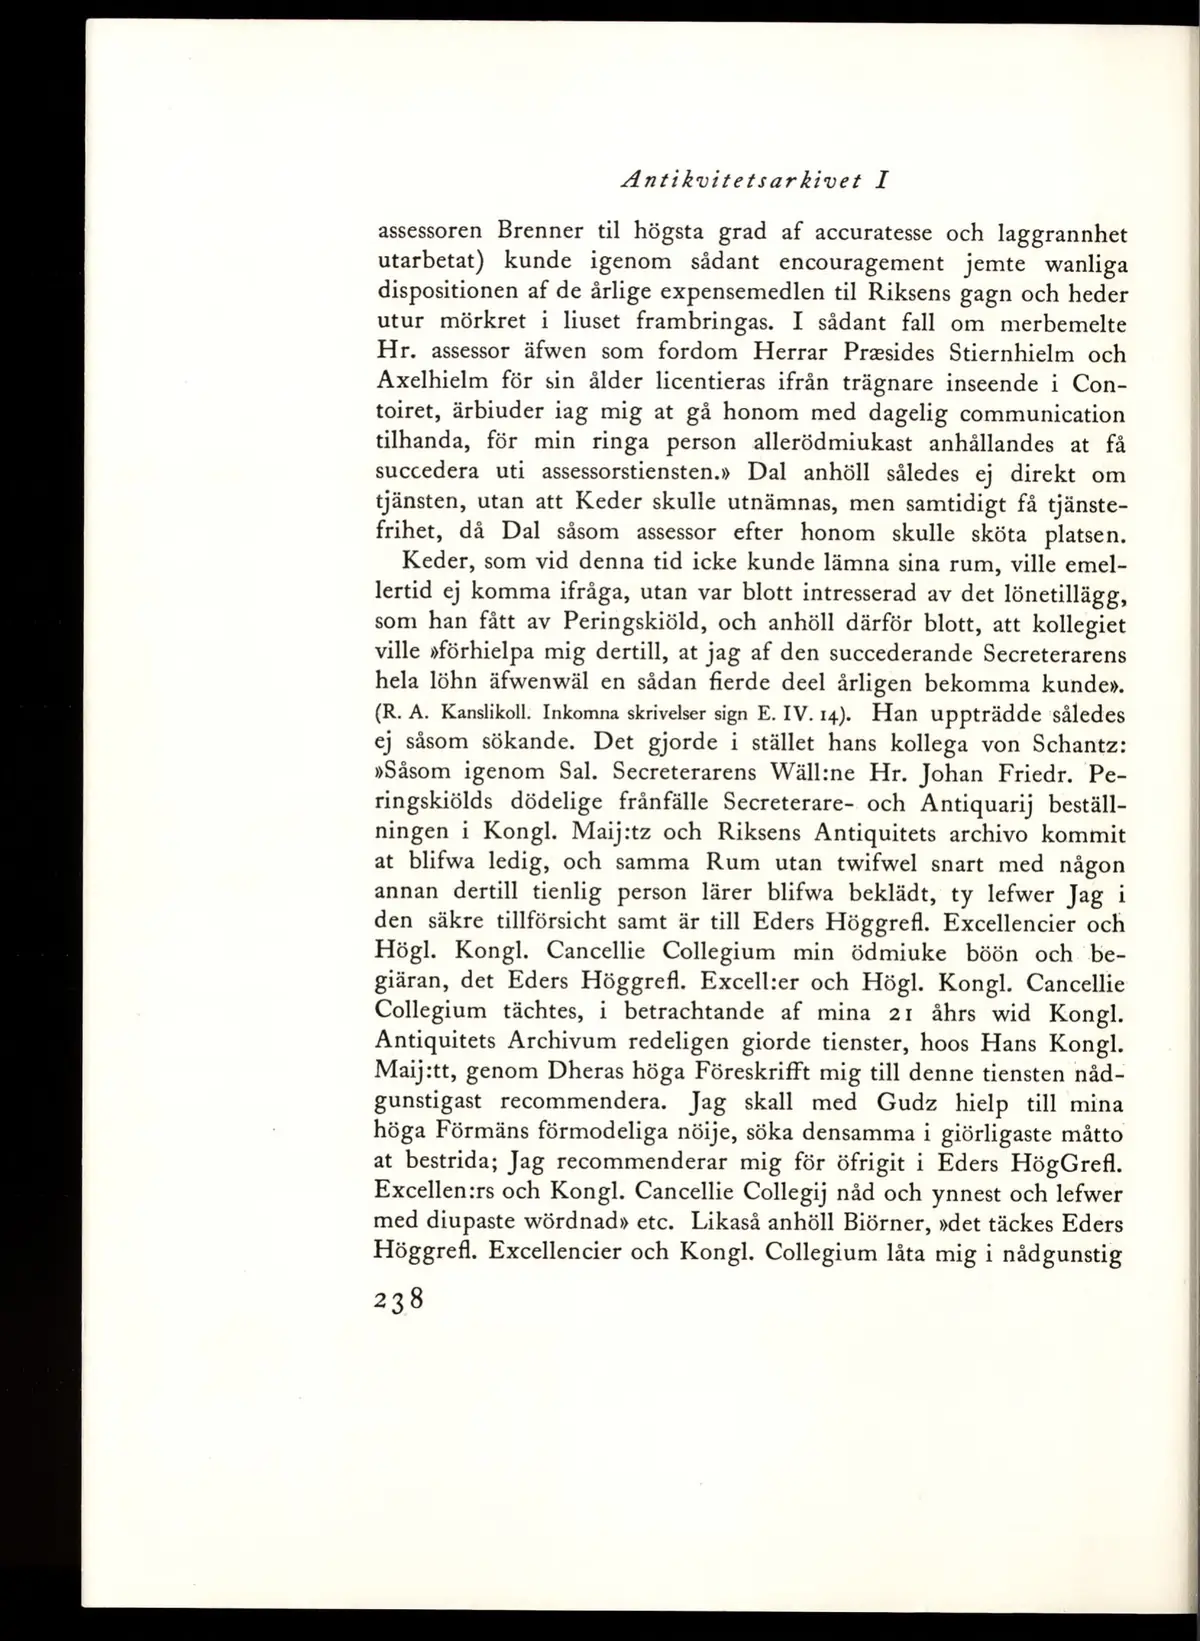 Antikvitetsarkivet I
assessoren Brenner til högsta grad af accuratesse och laggrannhet
utarbetat) kunde igenom sådant encouragement jemte wanliga
dispositionen af de årlige expensemedlen til Riksens gagn och heder
utur mörkret i liuset frambringas. I sådant fall om merbemelte
Hr. assessor äfwen som fordom Herrar Præsides Stiernhielm och
Axelhielm för sin ålder licentieras ifrån trägnare inseende i Con-
toiret, ärbiuder iag mig at gå honom med dagelig communication
tilhanda, för min ringa person allerödmiukast anhållandes at få
succedera uti assessorstiensten.» Dal anhöll således ej direkt om
tjänsten, utan att Keder skulle utnämnas, men samtidigt få tjänste-
frihet, då Dal såsom assessor efter honom skulle sköta platsen.
Keder, som vid denna tid icke kunde lämna sina rum, ville emel-
lertid ej komma ifråga, utan var blott intresserad av det lönetillägg,
som han fått av Peringskiöld, och anhöll därför blott, att kollegiet
ville »förhielpa mig dertill, at jag af den succederande Secreterarens
hela löhn äfwenwäl en sådan fierde deel årligen bekomma kunde».
(R. A. Kanslikoll. Inkomna skrivelser sign E. IV. 14). Han uppträdde således
ej såsom sökande. Det gjorde i stället hans kollega von Schantz:
»Såsom igenom Sal. Secreterarens Wäll:ne Hr. Johan Friedr. Pe-
ringskiölds dödelige frånfälle Secreterare- och Antiquarij beställ-
ningen i Kongl. Maij:tz och Riksens Antiquitets archivo kommit
at blifwa ledig, och samma Rum utan twifwel snart med någon
annan dertill tienlig person lärer blifwa beklädt, ty lefwer Jag i
den säkre tillförsicht samt är till Eders Höggrefl. Excellencier och
Högl. Kongl. Cancellie Collegium min ödmiuke böön och be-
giäran, det Eders Höggrefl. Excell:er och Högl. Kongl. Cancellie
Collegium tächtes, i betrachtande af mina 21 åhrs wid Kongl.
Antiquitets Archivum redeligen giorde tienster, hoos Hans Kongl.
Maij:tt, genom Dheras höga Föreskrifft mig till denne tiensten nåd-
gunstigast recommendera. Jag skall med Gudz hielp till mina
höga Förmäns förmodeliga nöije, söka densamma i giörligaste måtto
at bestrida; Jag recommenderar mig för öfrigit i Eders HögGrefl.
Excellen:rs och Kongl. Cancellie Collegij nåd och ynnest och lefwer
med diupaste wördnad» etc. Likaså anhöll Biörner, »det täckes Eders
Höggrefl. Excellencier och Kongl. Collegium låta mig i nådgunstig
238